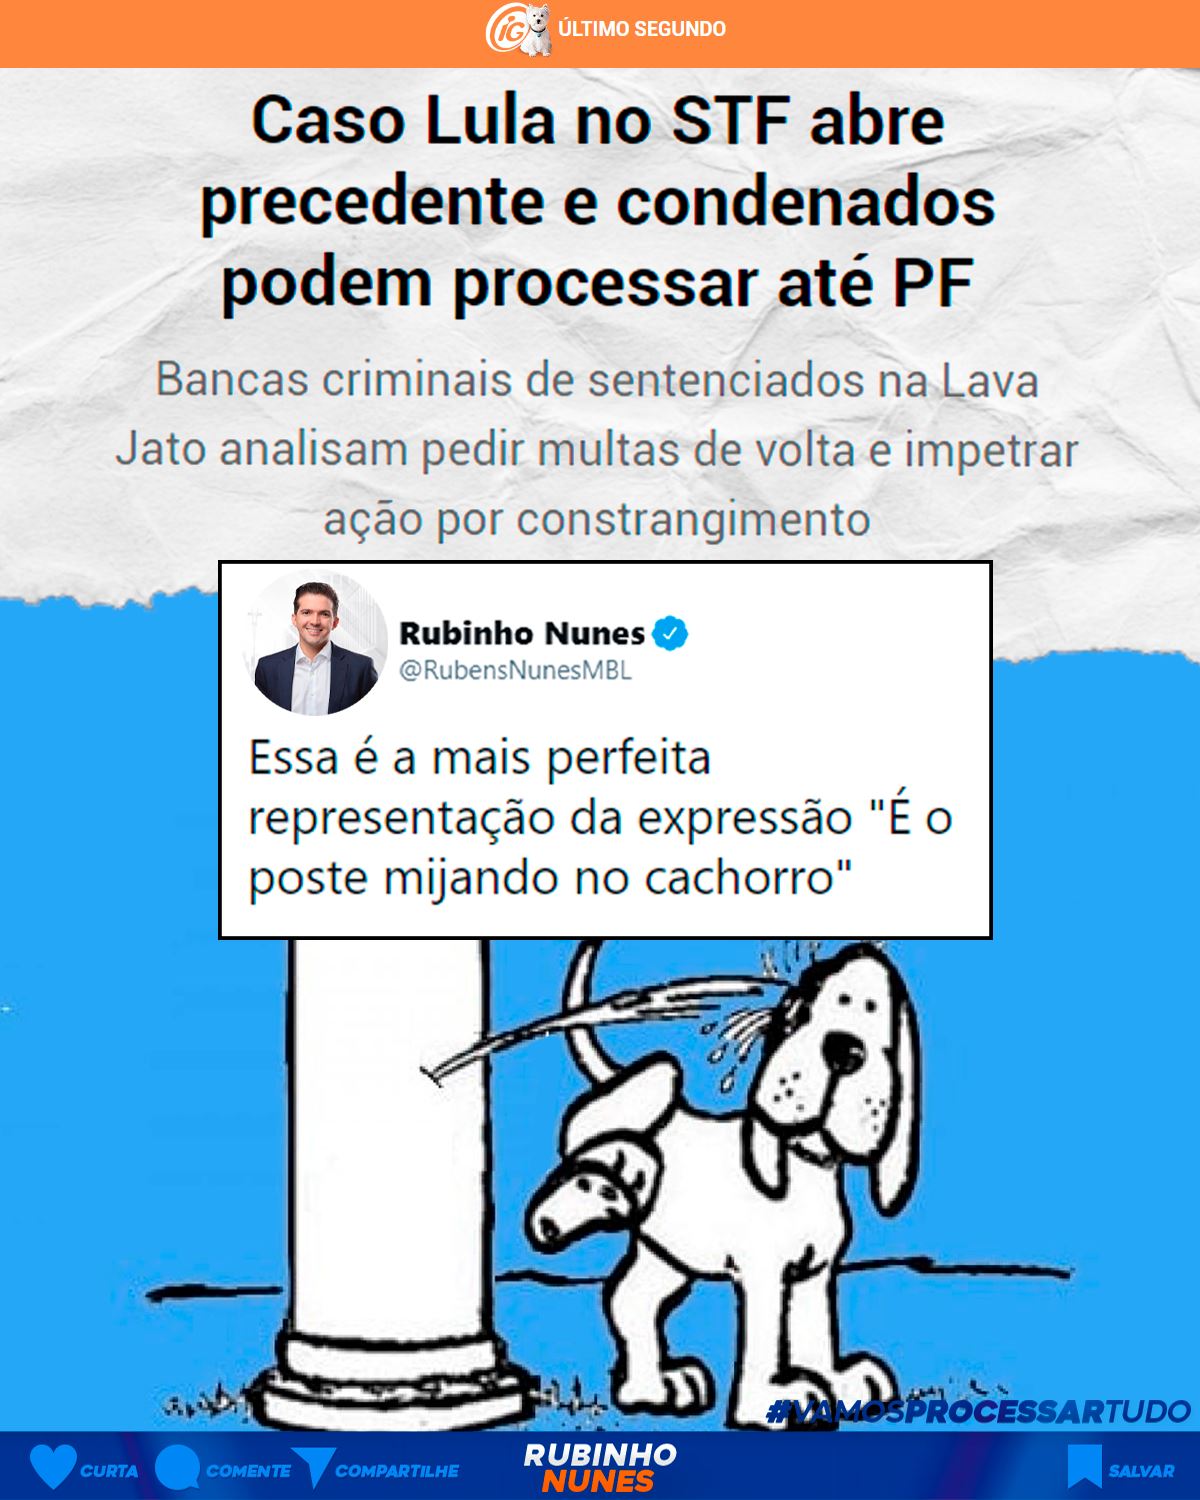 iG ÚLTIMO SEGUNDO
Caso Lula no STF abre
precedente e condenados
podem processar até PF
Bancas criminais de sentenciados na Lava
Jato analisam pedir multas de volta e impetrar
ação por constrangimento
Rubinho Nunes
@RubensNunesMBL
Essa é a mais perfeita
representação da expressão "É o
poste mijando no cachorro"
#VAMOSPROCESSARTUDO
CURTA COMENTE COMPARTILHE
RUBINHO
NUNES
SALVAR